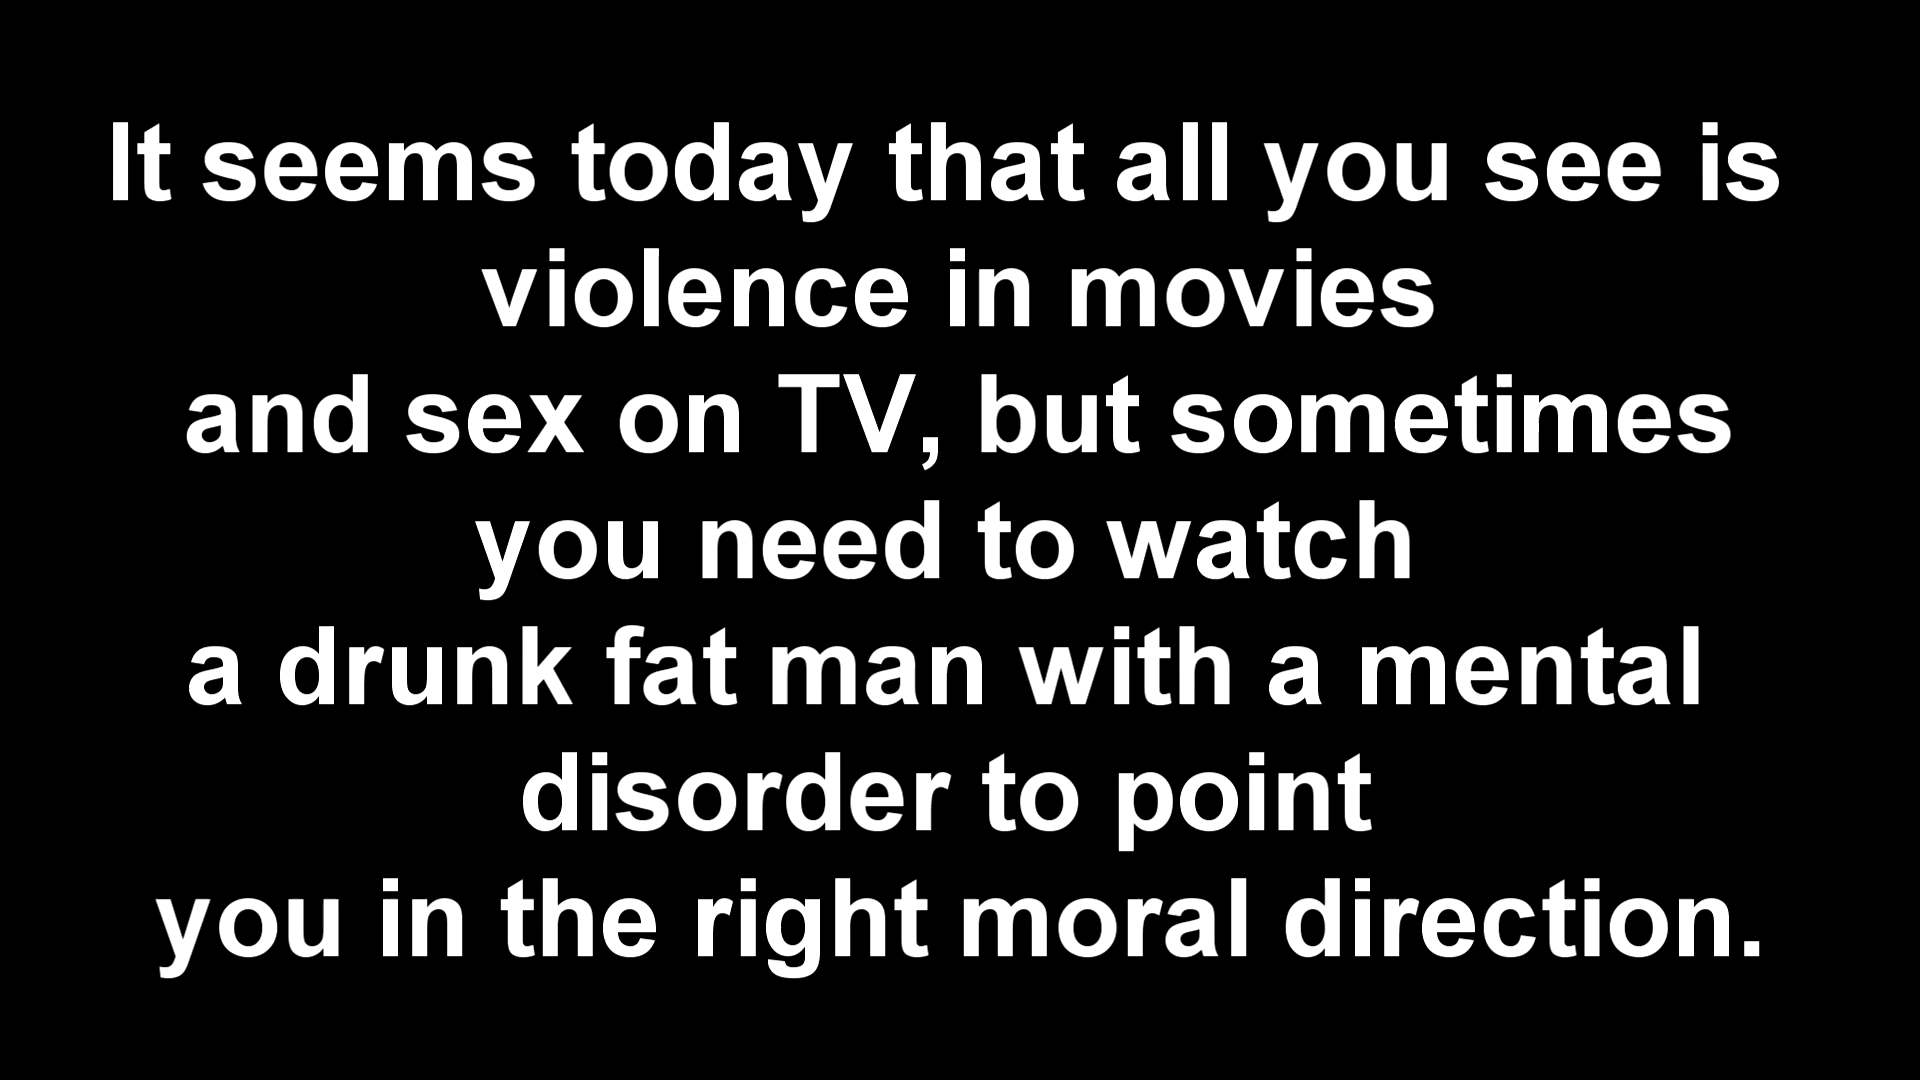 It seems today that all you see is
violence in movies
and sex on TV, but sometimes
you need to watch
a drunk fat man with a mental
disorder to point
you in the right moral direction.